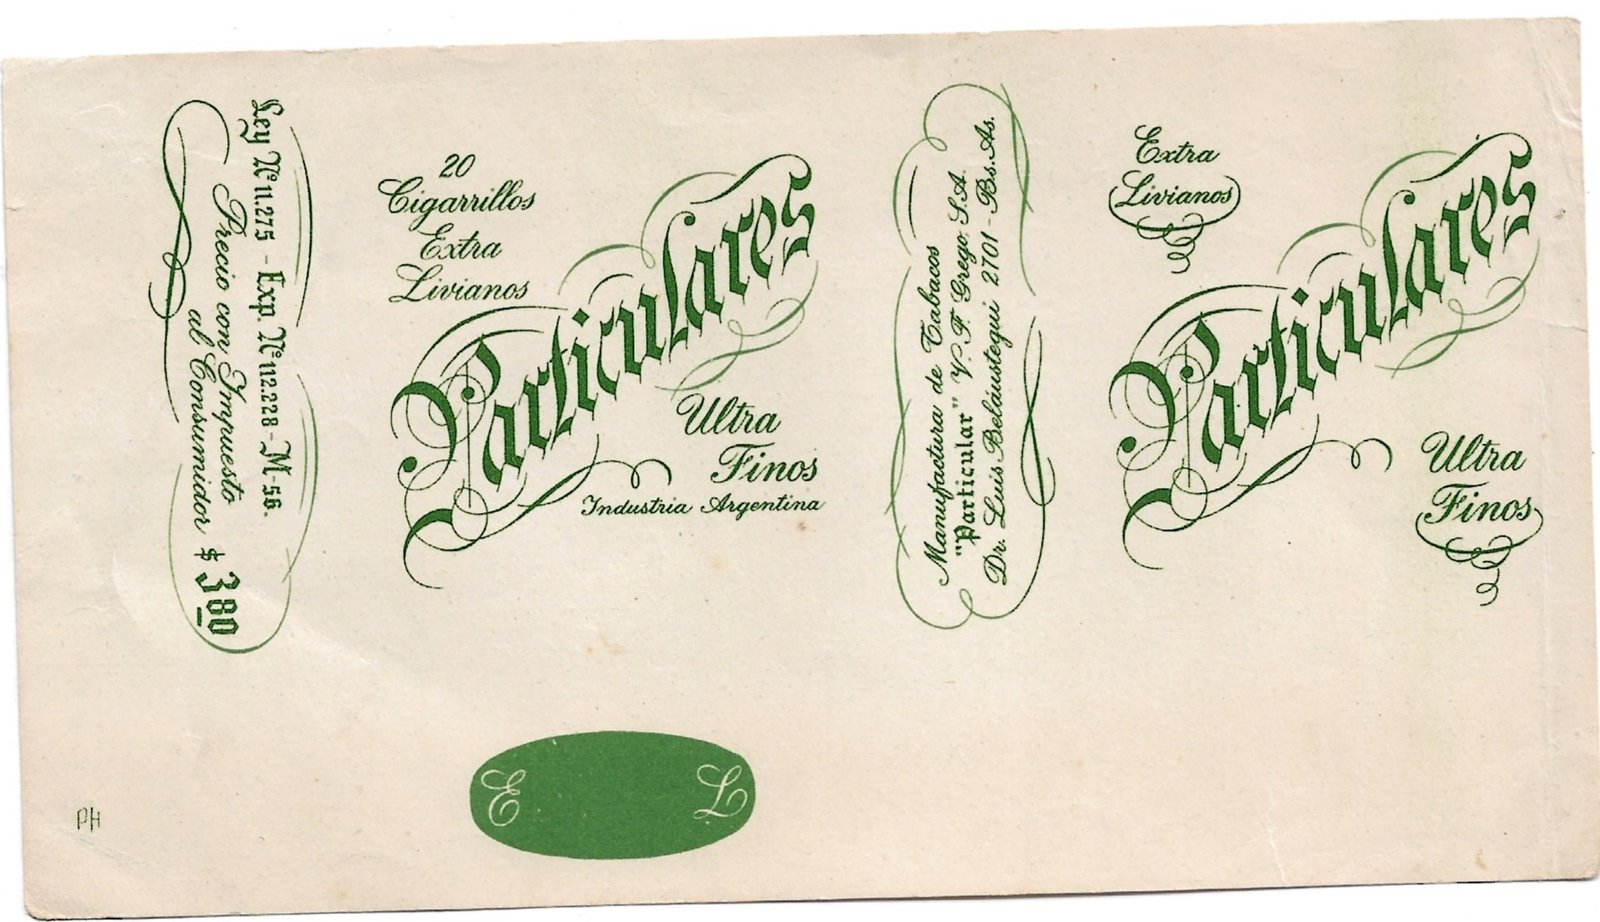 Ley Nº 11.275 - Exp. Nº 112.228 - M - 56.
Precio con Impuesto
al Consumidor $ 3.80
20
Cigarrillos
Extra
Livianos
Particulares
Ultra
Finos
Industria Argentina
Manufactura de Tabacos
"Particular" V. F. Grego, S.A.
Dr. Luis Beláustegui 2701 - Bs. As.
Extra
Livianos
Particulares
Ultra
Finos
E L
PH